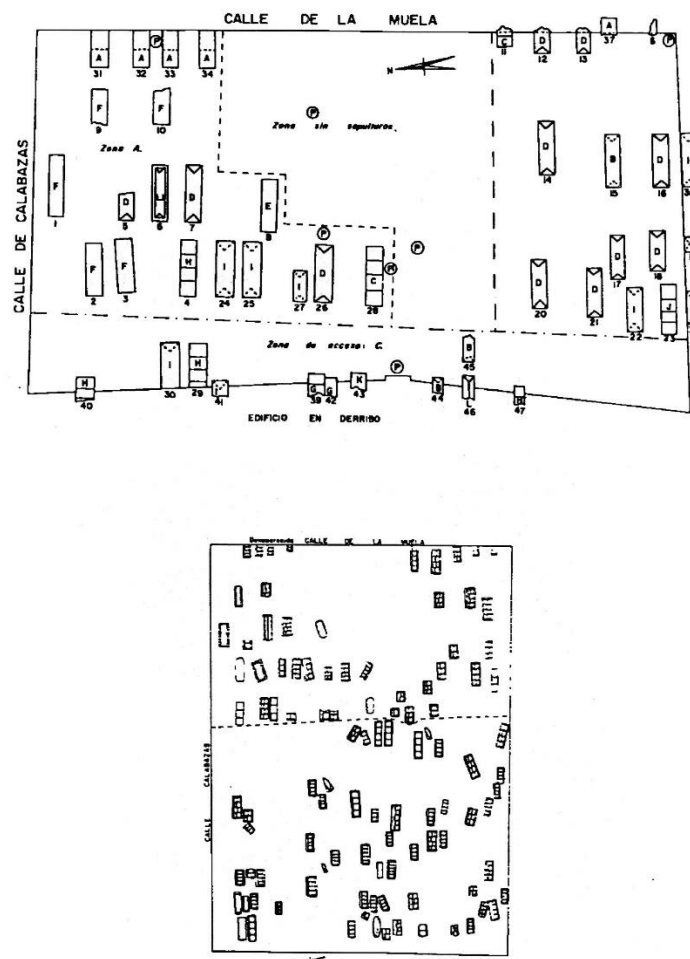 CALLE DE LA MUELA
A A A A
31 32 33 34
P
C D D A P
11 12 13 37
N
F F
9 10
P
Zona sin sepulturas.
Zona A.
CALLE DE CALABAZAS
F D D E
1 5 6 7 8
D B D
14 15 16
P P P
F F H I I I D C
2 3 4 24 25 27 26 28
D D D D I J
20 21 17 18 22 23
Zona de acceso: G.
I H B P
30 29 45
H G G K B L
40 41 39 42 43 44 46 47
EDIFICIO EN DERRIBO
CALLE DE LA MUELA
CALLE CALABAZAS